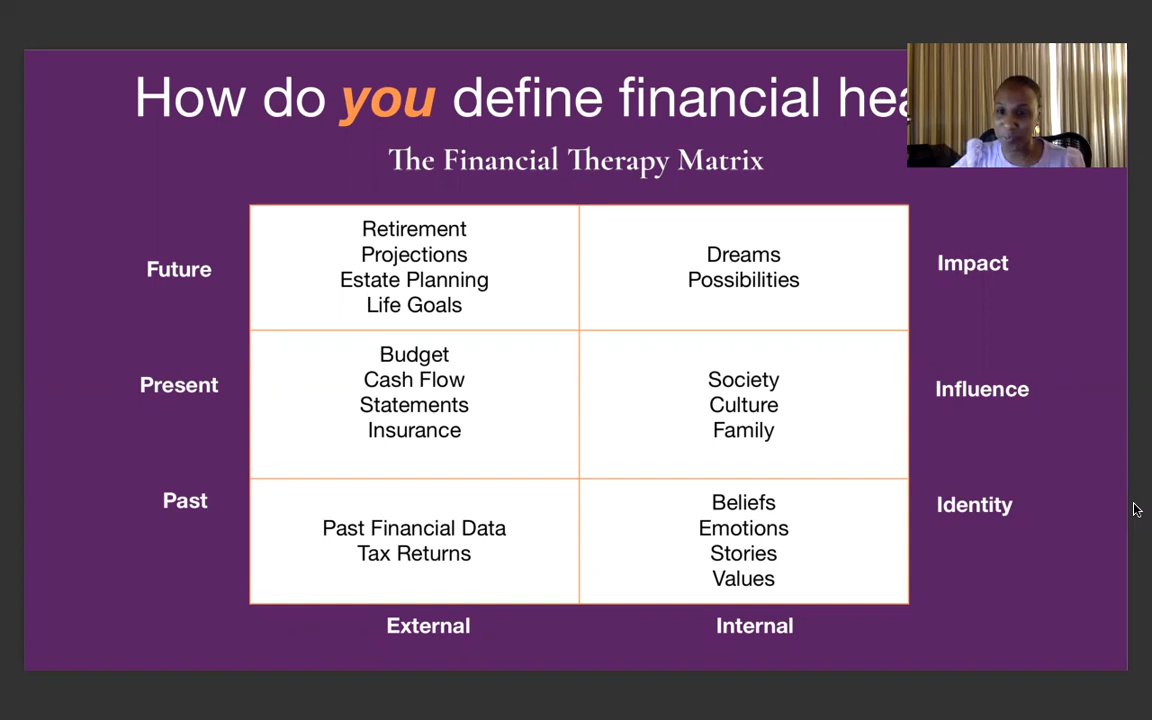 How do you define financial
The Financial Therapy Matrix
Future
Retirement
Projections
Estate Planning
Life Goals
Dreams
Possibilities
Impact
Present
Budget
Cash Flow
Statements
Insurance
Society
Culture
Family
Influence
Past
Past Financial Data
Tax Returns
Beliefs
Emotions
Stories
Values
Identity
External
Internal